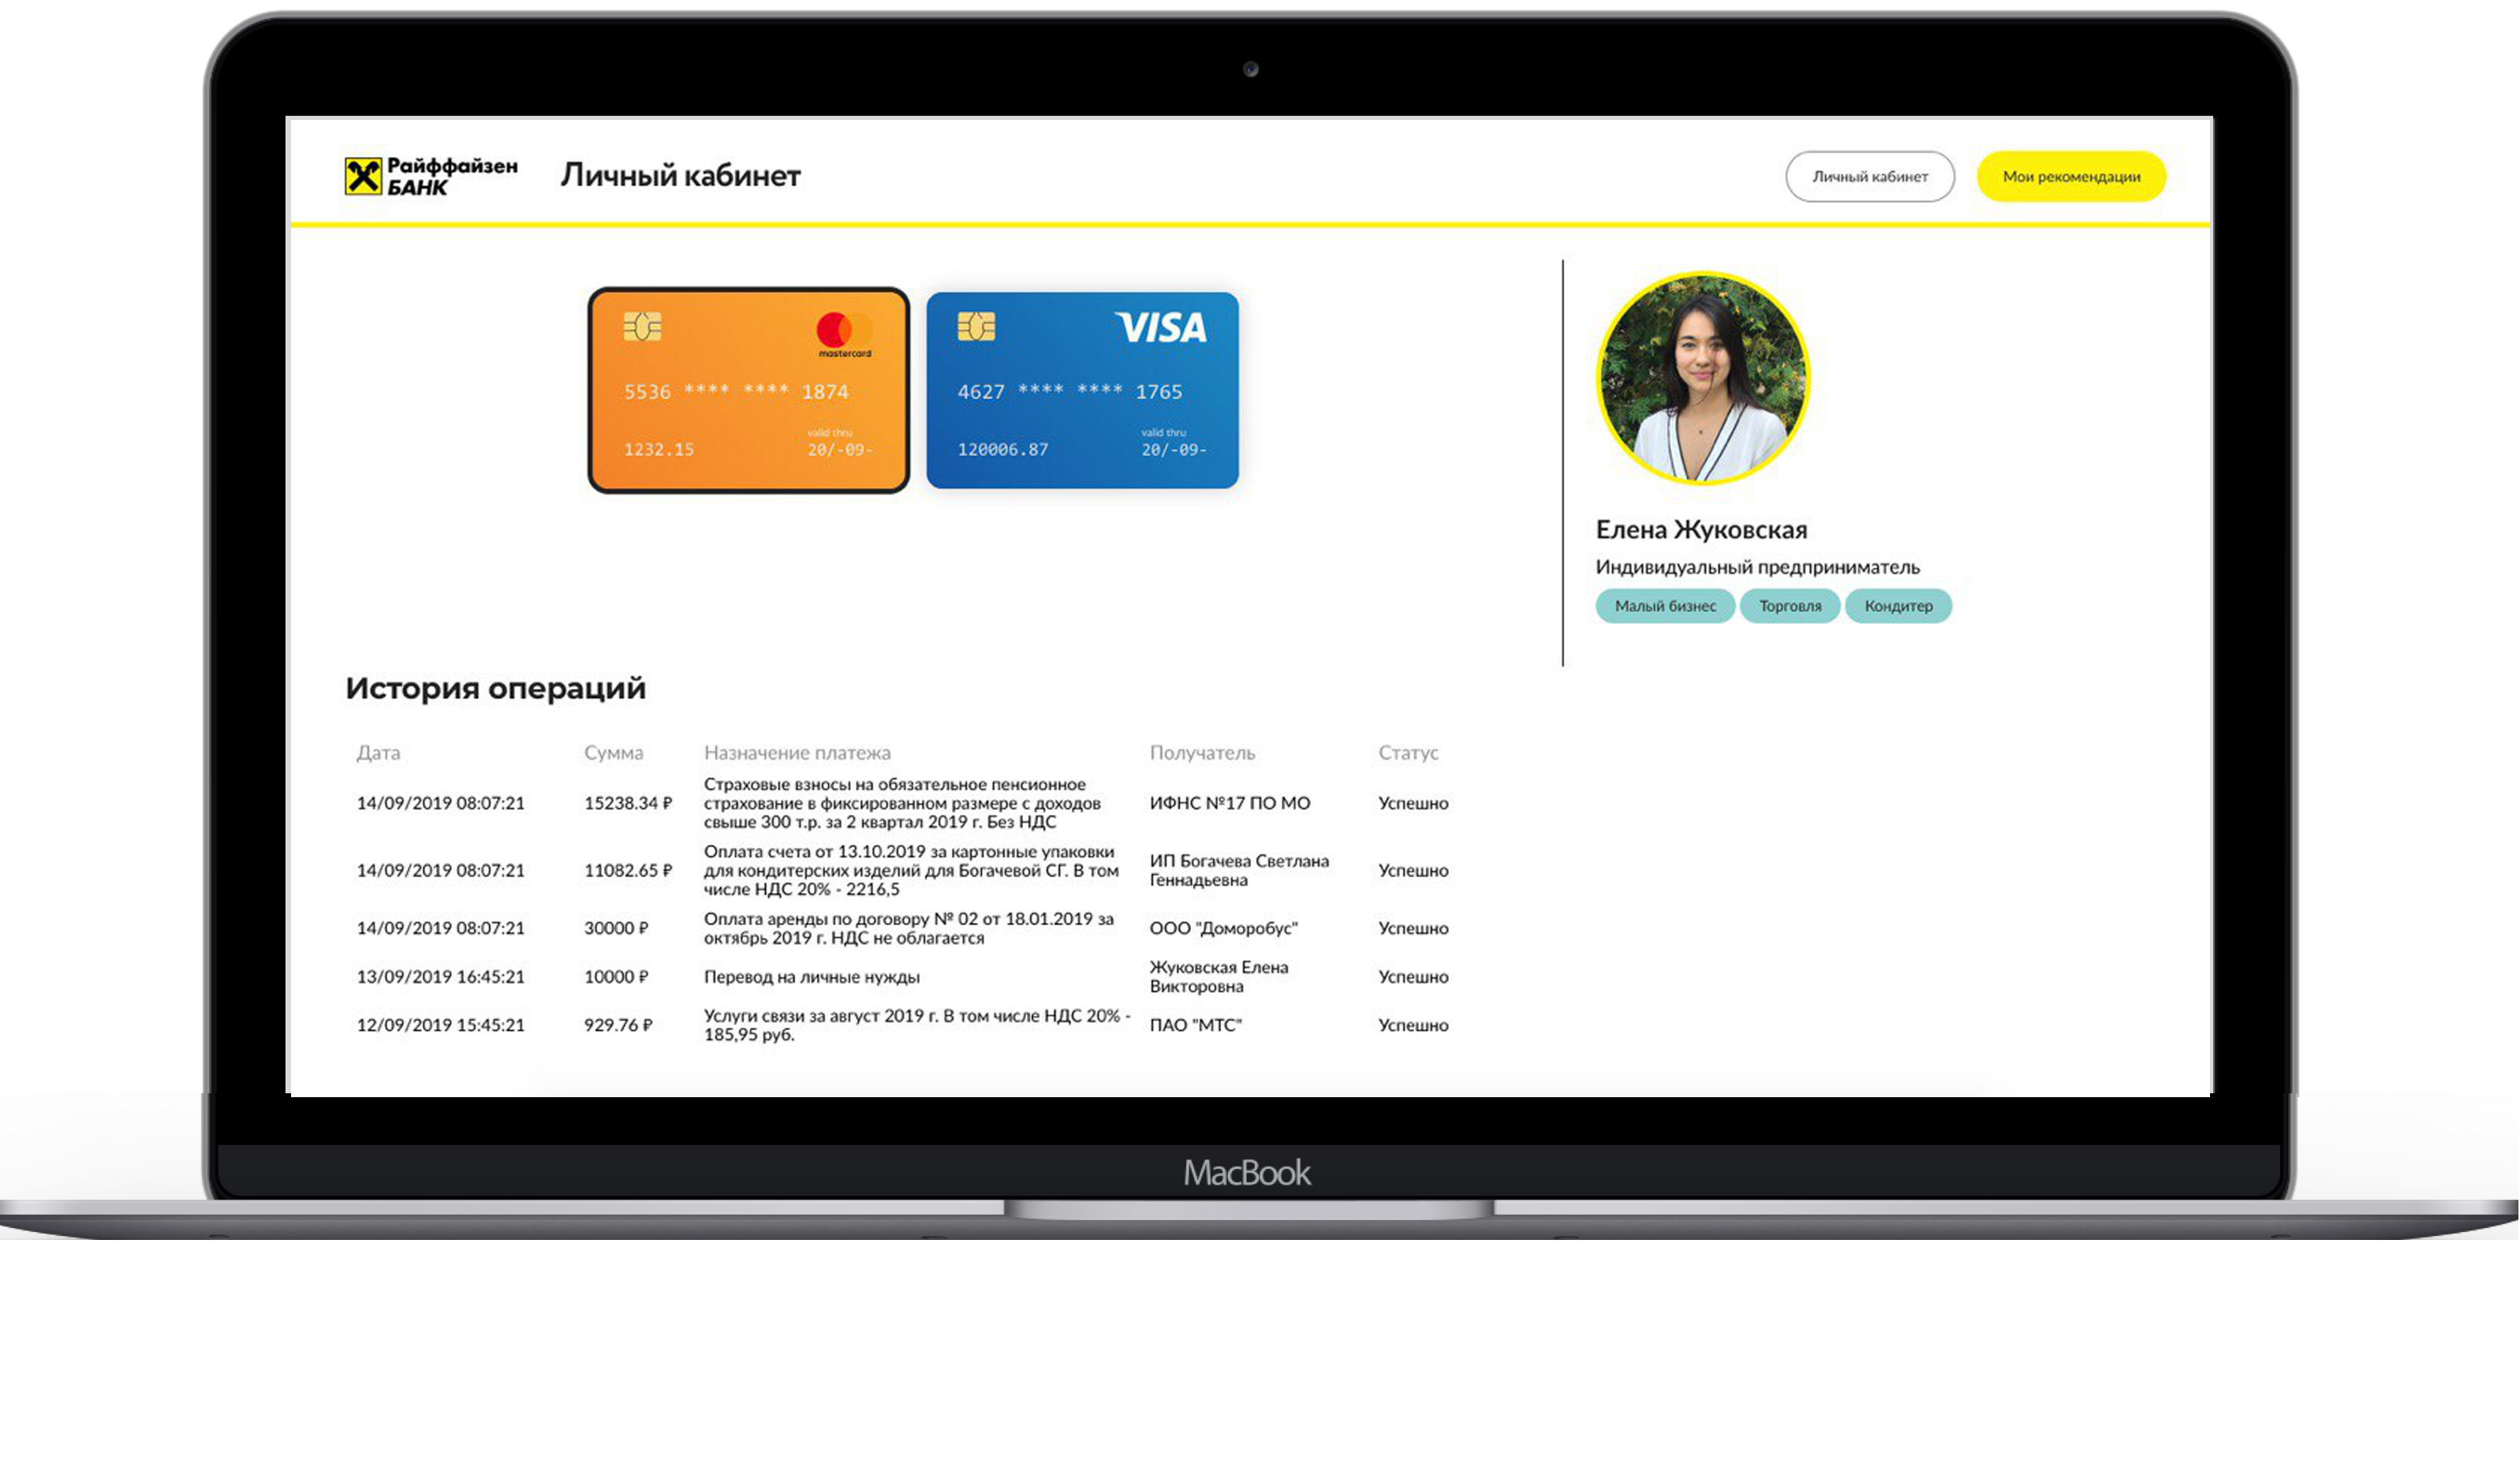 Райффайзен
БАНК
Личный кабинет
Личный кабинет
Мои рекомендации
mastercard
5536 **** **** 1874
valid thru
1232.15
20/-09-
VISA
4627 **** **** 1765
valid thru
120006.87
20/-09-
Елена Жуковская
Индивидуальный предприниматель
Малый бизнес
Торговля
Кондитер
История операций
Дата
Сумма
Назначение платежа
Получатель
Статус
14/09/2019 08:07:21
15238.34 ₽
Страховые взносы на обязательное пенсионное
страхование в фиксированном размере с доходов
свыше 300 т.р. за 2 квартал 2019 г. Без НДС
ИФНС №17 ПО МО
Успешно
14/09/2019 08:07:21
11082.65 ₽
Оплата счета от 13.10.2019 за картонные упаковки
для кондитерских изделий для Богачевой СГ. В том
числе НДС 20% - 2216,5
ИП Богачева Светлана
Геннадьевна
Успешно
14/09/2019 08:07:21
30000 ₽
Оплата аренды по договору № 02 от 18.01.2019 за
октябрь 2019 г. НДС не облагается
ООО "Доморобус"
Успешно
13/09/2019 16:45:21
10000 ₽
Перевод на личные нужды
Жуковская Елена
Викторовна
Успешно
12/09/2019 15:45:21
929.76 ₽
Услуги связи за август 2019 г. В том числе НДС 20% -
185,95 руб.
ПАО "МТС"
Успешно
MacBook